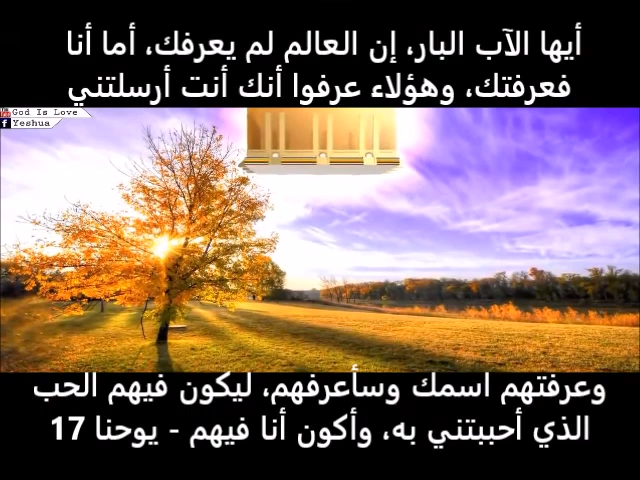 أيها الآب البار، إن العالم لم يعرفك، أما أنا
فعرفتك، وهؤلاء عرفوا أنك أنت أرسلتني
God Is Love
Yeshua
وعرفتهم اسمك وسأعرفهم، ليكون فيهم الحب
الذي أحببتني به، وأكون أنا فيهم - يوحنا 17